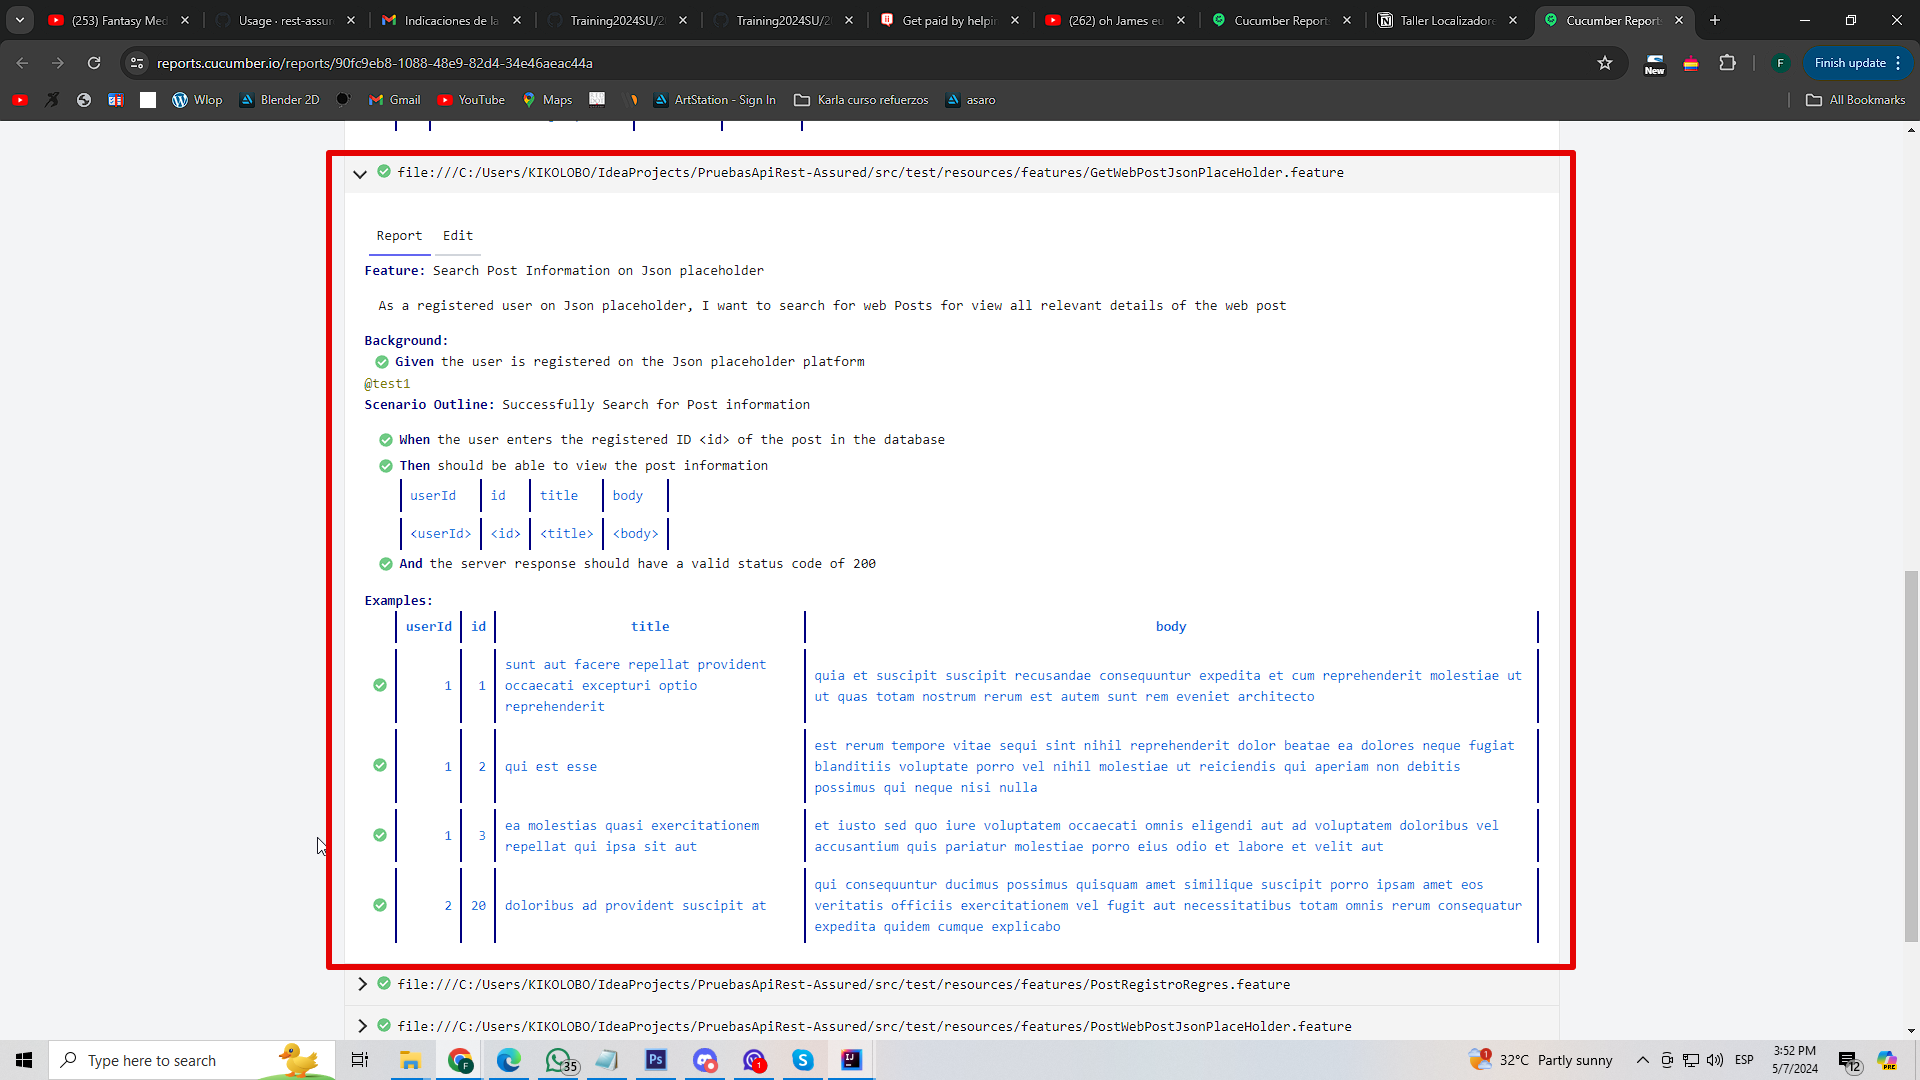 (253) Fantasy Med
Usage · rest-assur
Indicaciones de la
Training2024SU/2
Training2024SU/2
Get paid by helpin
(262) oh James eu
Cucumber Reports
Taller Localizadore
Cucumber Reports
reports.cucumber.io/reports/90fc9eb8-1088-48e9-82d4-34e46aeac44a
New
F
Finish update
Wlop
Blender 2D
Gmail
YouTube
Maps
ArtStation - Sign In
Karla curso refuerzos
asaro
All Bookmarks
file:///C:/Users/KIKOLOBO/IdeaProjects/PruebasApiRest-Assured/src/test/resources/features/GetWebPostJsonPlaceHolder.feature
Report Edit
Feature: Search Post Information on Json placeholder
As a registered user on Json placeholder, I want to search for web Posts for view all relevant details of the web post
Background:
Given the user is registered on the Json placeholder platform
@test1
Scenario Outline: Successfully Search for Post information
When the user enters the registered ID <id> of the post in the database
Then should be able to view the post information
userId id title body
<userId> <id> <title> <body>
And the server response should have a valid status code of 200
Examples:
userId id title body
1 1 sunt aut facere repellat provident
occaecati excepturi optio
reprehenderit
quia et suscipit suscipit recusandae consequuntur expedita et cum reprehenderit molestiae ut
ut quas totam nostrum rerum est autem sunt rem eveniet architecto
1 2 qui est esse
est rerum tempore vitae sequi sint nihil reprehenderit dolor beatae ea dolores neque fugiat
blanditiis voluptate porro vel nihil molestiae ut reiciendis qui aperiam non debitis
possimus qui neque nisi nulla
1 3 ea molestias quasi exercitationem
repellat qui ipsa sit aut
et iusto sed quo iure voluptatem occaecati omnis eligendi aut ad voluptatem doloribus vel
accusantium quis pariatur molestiae porro eius odio et labore et velit aut
2 20 doloribus ad provident suscipit at
qui consequuntur ducimus possimus quisquam amet similique suscipit porro ipsam amet eos
veritatis officiis exercitationem vel fugit aut necessitatibus totam omnis rerum consequatur
expedita quidem cumque explicabo
file:///C:/Users/KIKOLOBO/IdeaProjects/PruebasApiRest-Assured/src/test/resources/features/PostRegistroRegres.feature
file:///C:/Users/KIKOLOBO/IdeaProjects/PruebasApiRest-Assured/src/test/resources/features/PostWebPostJsonPlaceHolder.feature
Type here to search
F
35
Ps
1
S
IJ
1
32°C Partly sunny
ESP
3:52 PM
5/7/2024
12
PRE